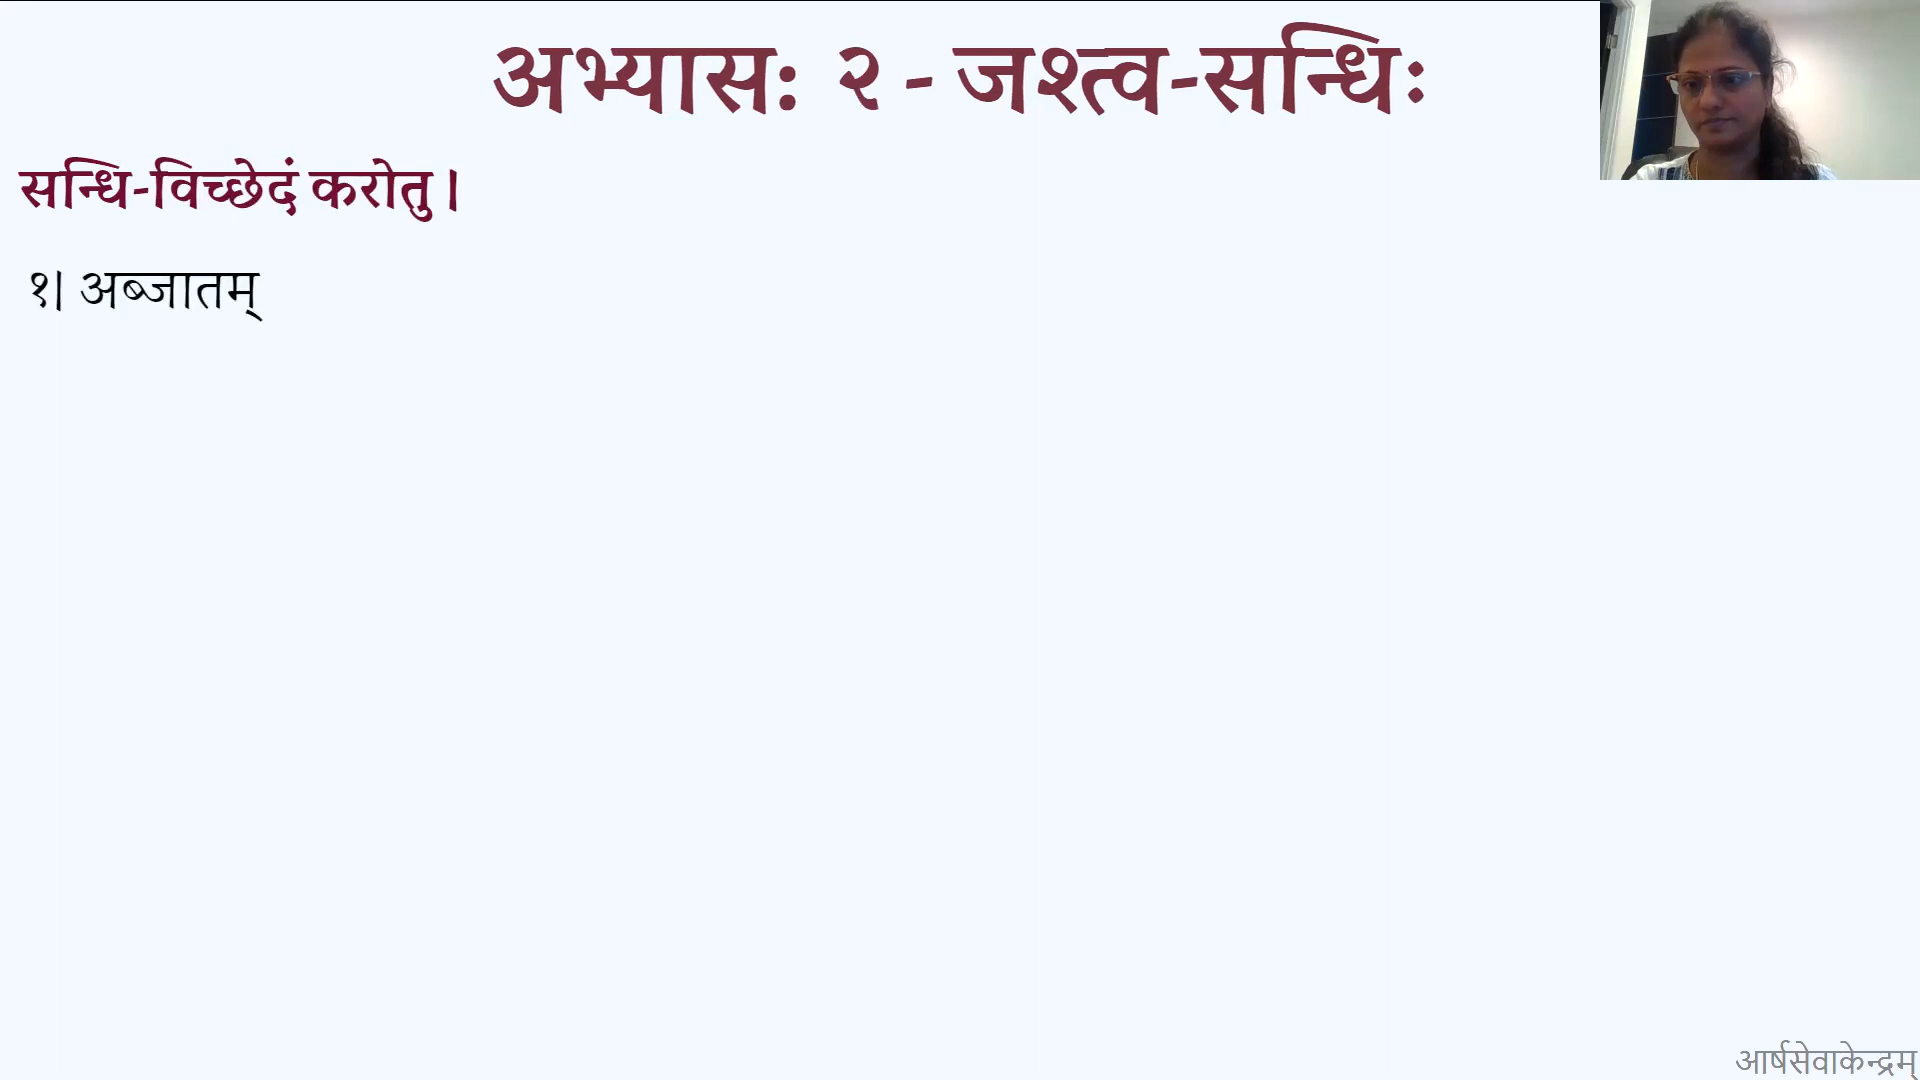 अभ्यास: २ - जश्त्व-सन्धिः
सन्धि-विच्छेदं करोतु ।
१| अब्जातम्
आर्षसेवाकेन्द्रम्